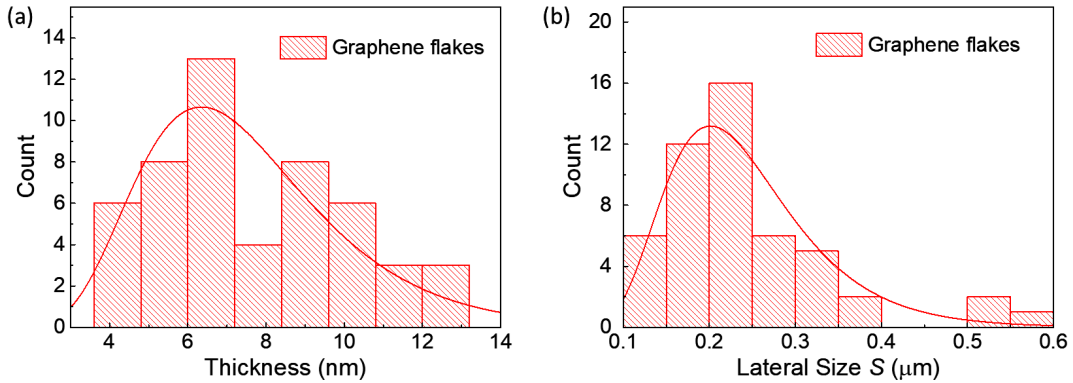 (a)
Graphene flakes
14
12
10
8
6
4
2
0
Count
4 6 8 10 12 14
Thickness (nm)
(b)
Graphene flakes
20
16
12
8
4
0
Count
0.1 0.2 0.3 0.4 0.5 0.6
Lateral Size S (μm)